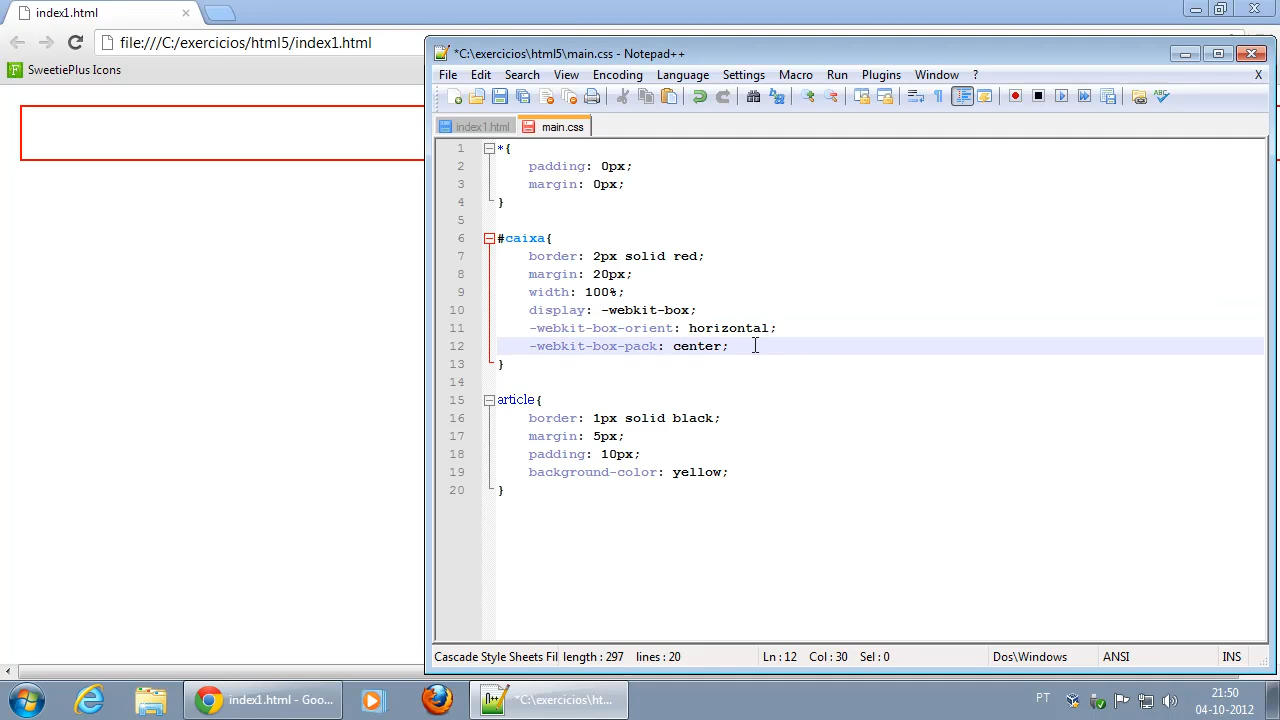 index1.html
file:///C:/exercicios/html5/index1.html
SweetiePlus Icons
*C:\exercicios\html5\main.css - Notepad++
File Edit Search View Encoding Language Settings Macro Run Plugins Window ? X
index1.html main.css
1 *{
2 padding: 0px;
3 margin: 0px;
4 }
5
6 #caixa{
7 border: 2px solid red;
8 margin: 20px;
9 width: 100%;
10 display: -webkit-box;
11 -webkit-box-orient: horizontal;
12 -webkit-box-pack: center;
13 }
14
15 article{
16 border: 1px solid black;
17 margin: 5px;
18 padding: 10px;
19 background-color: yellow;
20 }
Cascade Style Sheets Fil length : 297 lines : 20 Ln : 12 Col : 30 Sel : 0 Dos\Windows ANSI INS
index1.html - Goo... *C:\exercicios\ht... PT 21:50
04-10-2012